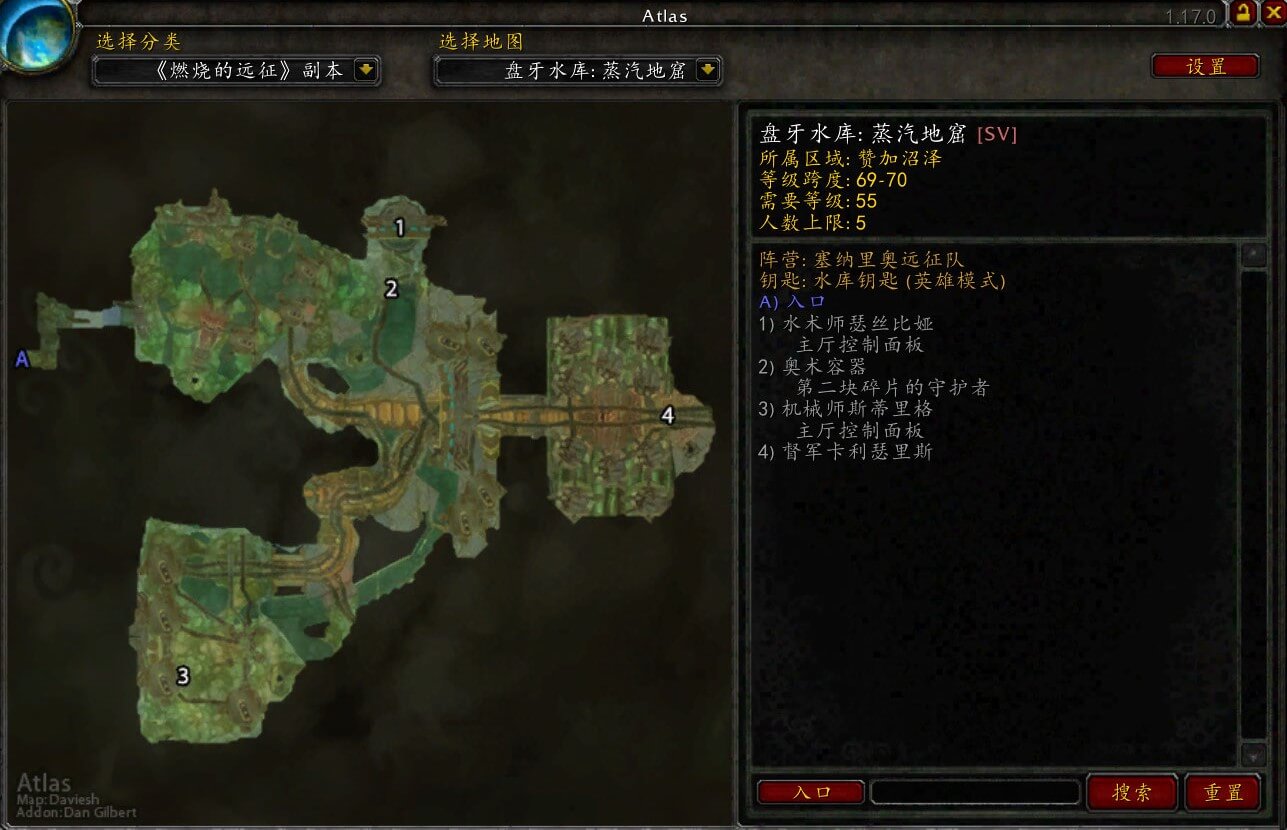 Atlas
1.17.0
选择分类
选择地图
《燃烧的远征》副本
盘牙水库: 蒸汽地窟
设置
盘牙水库: 蒸汽地窟 [SV]
所属区域: 赞加沼泽
等级跨度: 69-70
需要等级: 55
人数上限: 5
阵营: 塞纳里奥远征队
钥匙: 水库钥匙 (英雄模式)
A) 入口
1) 水术师瑟丝比娅
主厅控制面板
2) 奥术容器
第二块碎片的守护者
3) 机械师斯蒂里格
主厅控制面板
4) 督军卡利瑟里斯
1
2
A
4
3
Atlas
Map:Daviesh
Addon:Dan Gilbert
入口
搜索
重置